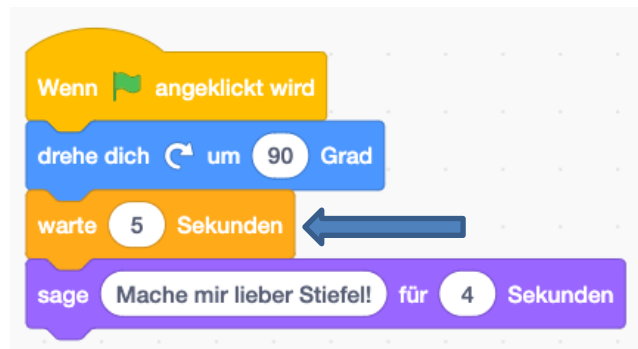 Wenn angeklickt wird
drehe dich um 90 Grad
warte 5 Sekunden
sage Mache mir lieber Stiefel! für 4 Sekunden